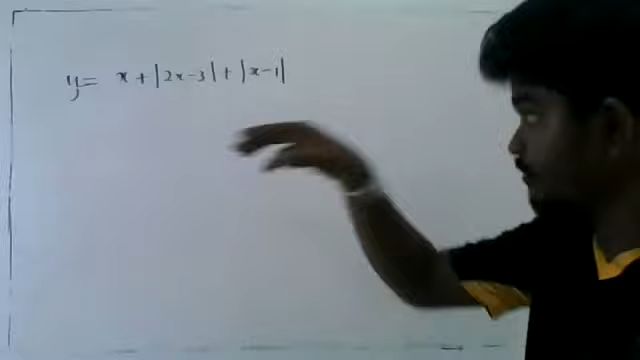 y = x + |2x-3| + |x-1|